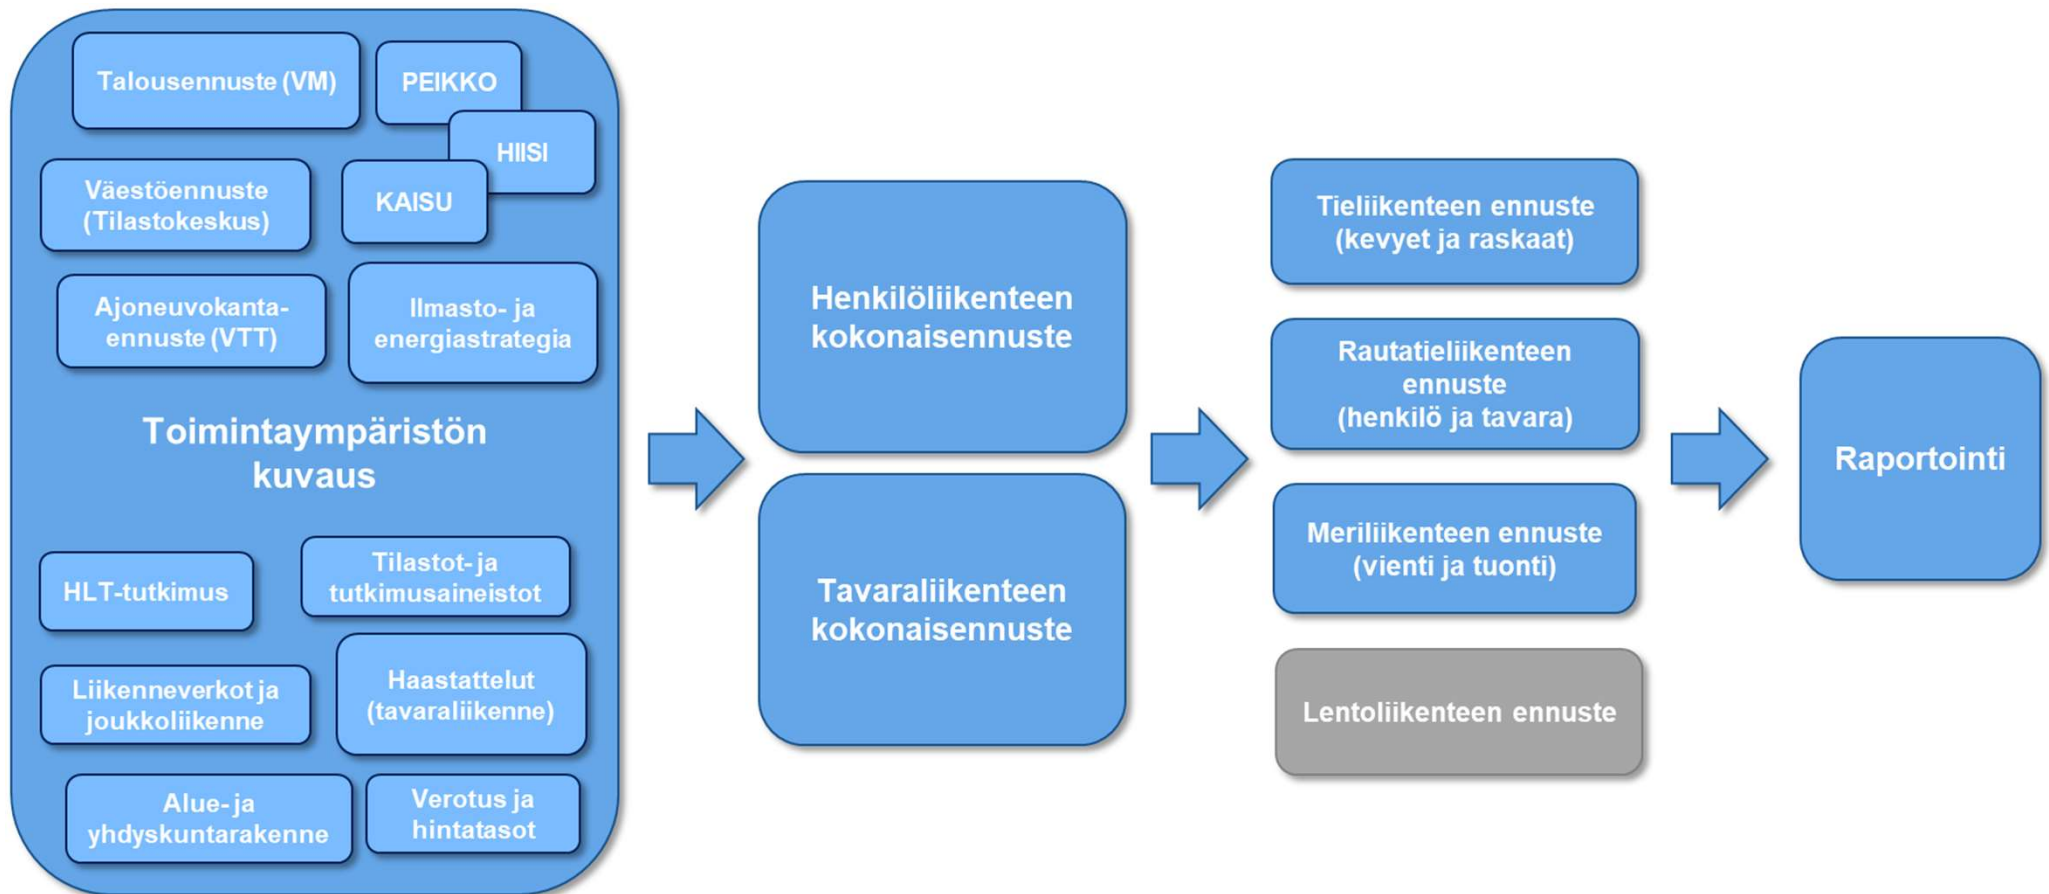 Talousennuste (VM)
PEIKKO
HIISI
Väestöennuste
(Tilastokeskus)
KAISU
Ajoneuvokanta-
ennuste (VTT)
Ilmasto- ja
energiastrategia
Toimintaympäristön
kuvaus
HLT-tutkimus
Tilastot- ja
tutkimusaineistot
Liikenneverkot ja
joukkoliikenne
Haastattelut
(tavaraliikenne)
Alue- ja
yhdyskuntarakenne
Verotus ja
hintatasot
Henkilöliikenteen
kokonaisennuste
Tavaraliikenteen
kokonaisennuste
Tieliikenteen ennuste
(kevyet ja raskaat)
Rautatieliikenteen
ennuste
(henkilö ja tavara)
Meriliikenteen ennuste
(vienti ja tuonti)
Lentoliikenteen ennuste
Raportointi